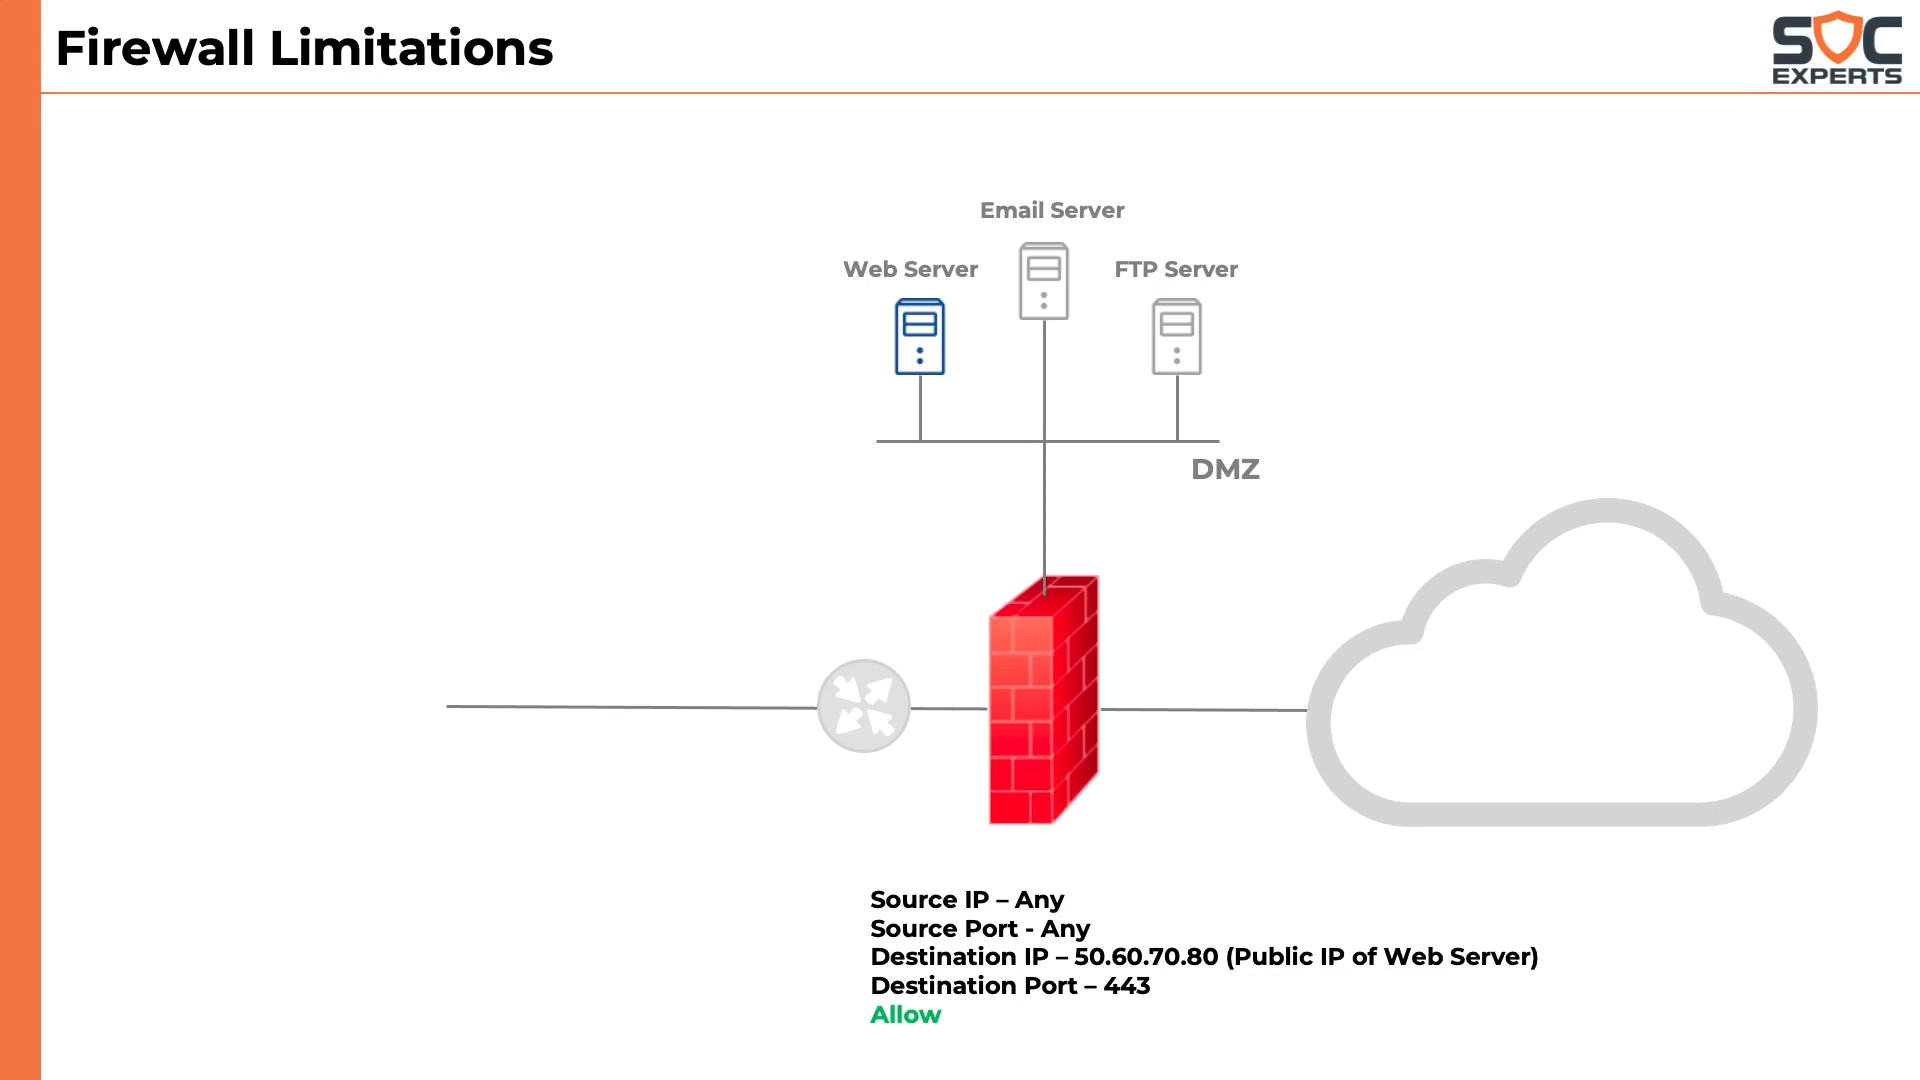 Firewall Limitations
SOC
EXPERTS
Email Server
Web Server
FTP Server
DMZ
Source IP – Any
Source Port - Any
Destination IP – 50.60.70.80 (Public IP of Web Server)
Destination Port – 443
Allow